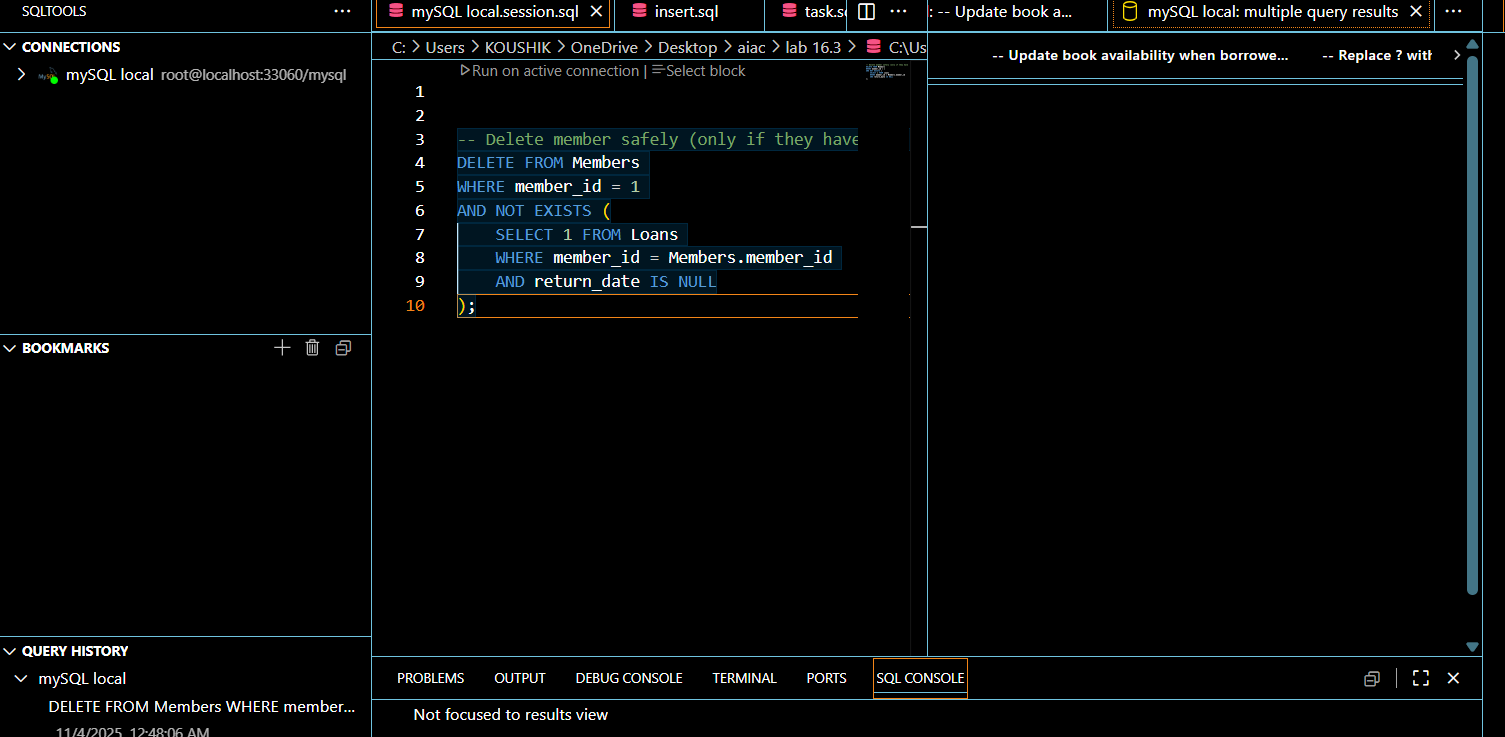 SQLTOOLS
CONNECTIONS
mySQL local root@localhost:33060/mysql
BOOKMARKS
QUERY HISTORY
mySQL local
DELETE FROM Members WHERE member...
11/4/2025, 12:48:06 AM
mySQL local.session.sql
insert.sql
task.s
C: > Users > KOUSHIK > OneDrive > Desktop > aiac > lab 16.3 > C:\Us
Run on active connection | Select block
1
2
3 -- Delete member safely (only if they have
4 DELETE FROM Members
5 WHERE member_id = 1
6 AND NOT EXISTS (
7 SELECT 1 FROM Loans
8 WHERE member_id = Members.member_id
9 AND return_date IS NULL
10 );
: -- Update book a...
mySQL local: multiple query results
-- Update book availability when borrowe...
-- Replace ? with
PROBLEMS
OUTPUT
DEBUG CONSOLE
TERMINAL
PORTS
SQL CONSOLE
Not focused to results view